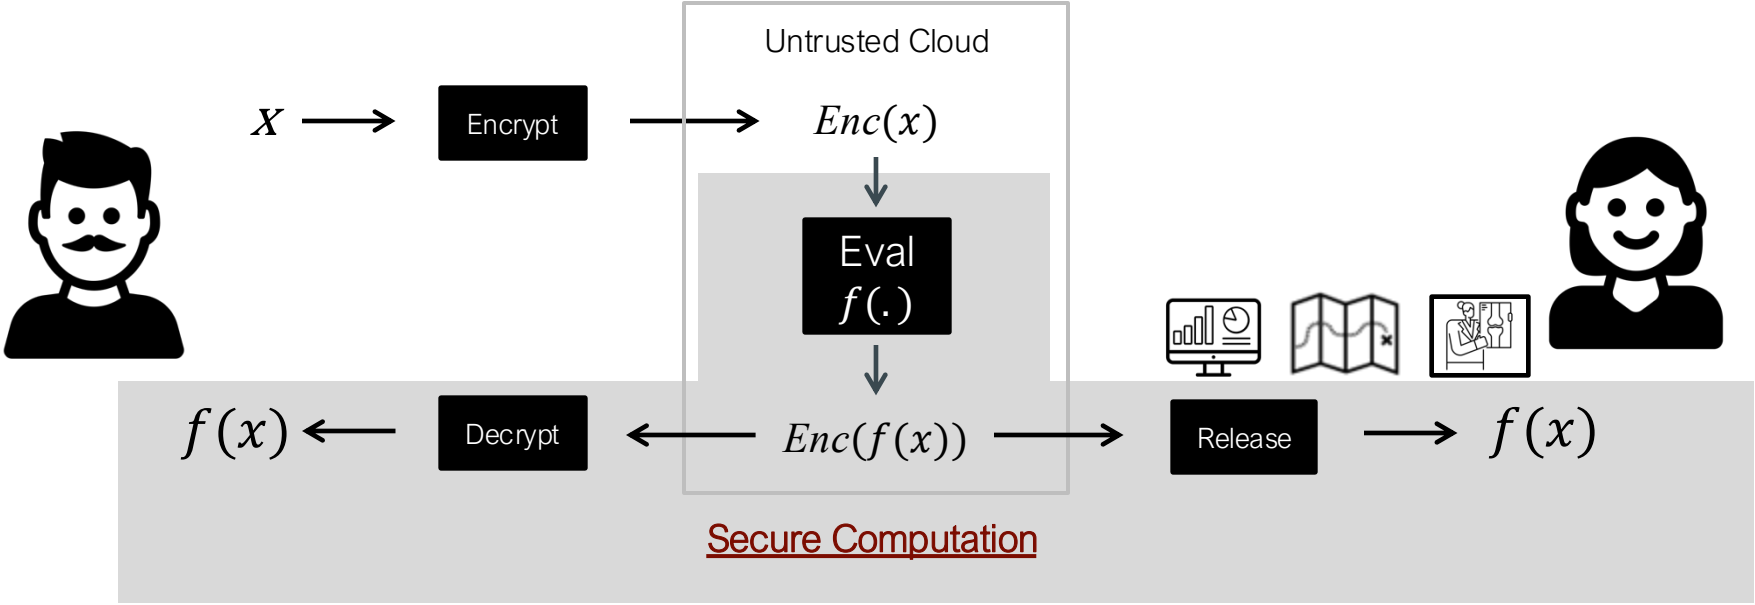 Untrusted Cloud
x
Encrypt
Enc(x)
Eval
f(.)
f(x)
Decrypt
Enc(f(x))
Release
f(x)
Secure Computation